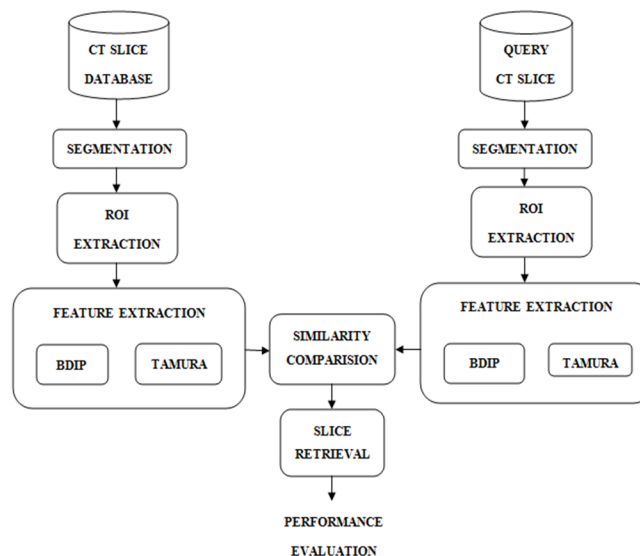 CT SLICE
DATABASE
SEGMENTATION
ROI
EXTRACTION
FEATURE EXTRACTION
BDIP
TAMURA
QUERY
CT SLICE
SEGMENTATION
ROI
EXTRACTION
FEATURE EXTRACTION
BDIP
TAMURA
SIMILARITY
COMPARISION
SLICE
RETRIEVAL
PERFORMANCE
EVALUATION